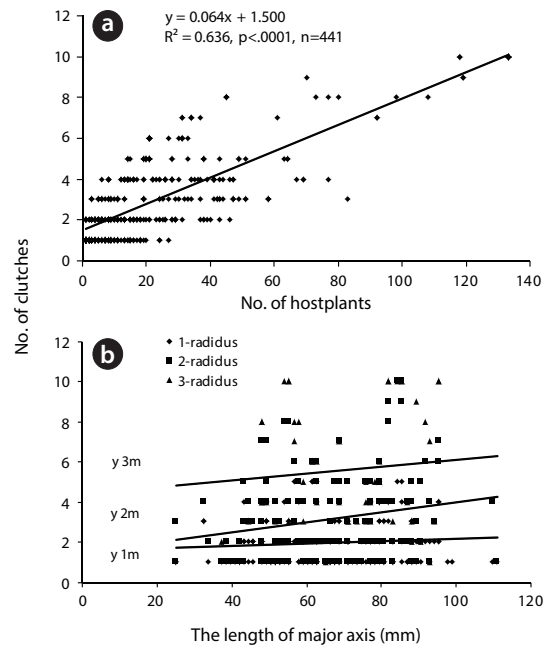 a
y = 0.064x + 1.500
R² = 0.636, p<.0001, n=441
12
10
8
6
4
2
0
0 20 40 60 80 100 120 140
No. of hostplants
No. of clutches
b
1-radidus
2-radidus
3-radidus
12
10
8
6
4
2
0
y 3m
y 2m
y 1m
0 20 40 60 80 100 120
The length of major axis (mm)